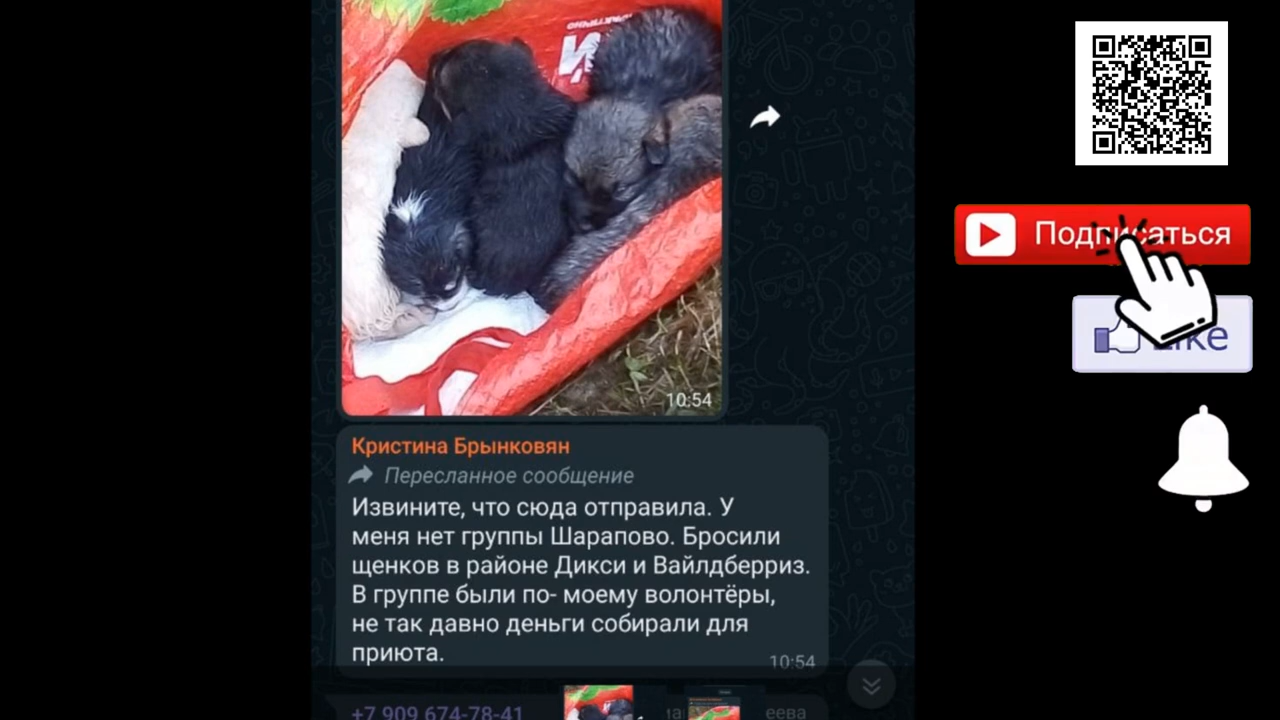 Й
10:54
Подписаться
Like
Кристина Брынковян
Пересланное сообщение
Извините, что сюда отправила. У
меня нет группы Шарапово. Бросили
щенков в районе Дикси и Вайлдберриз.
В группе были по- моему волонтёры,
не так давно деньги собирали для
приюта.
10:54
+7 909 674-78-41
еева